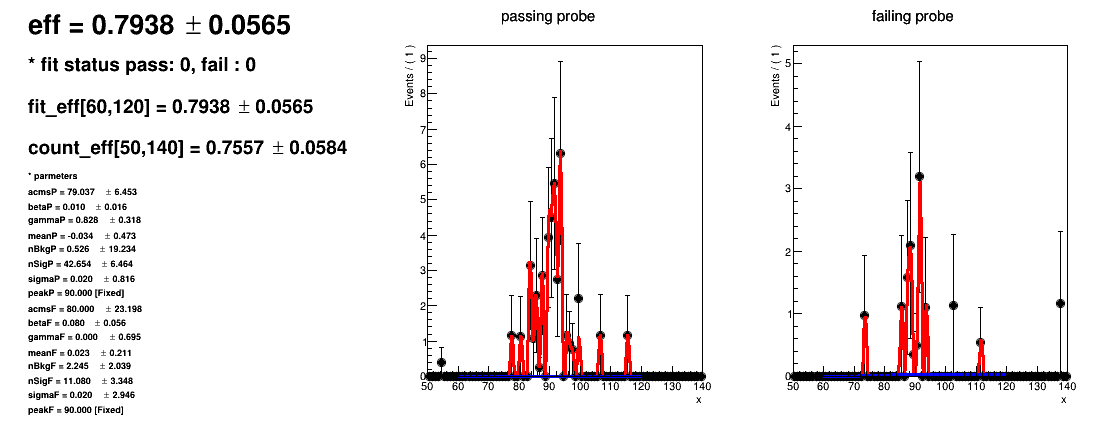 eff = 0.7938 ± 0.0565
* fit status pass: 0, fail : 0
fit_eff[60,120] = 0.7938 ± 0.0565
count_eff[50,140] = 0.7557 ± 0.0584
* parmeters
acmsP = 79.037 ± 6.453
betaP = 0.010 ± 0.016
gammaP = 0.828 ± 0.318
meanP = -0.034 ± 0.473
nBkgP = 0.526 ± 19.234
nSigP = 42.654 ± 6.464
sigmaP = 0.020 ± 0.816
peakP = 90.000 [Fixed]
acmsF = 80.000 ± 23.198
betaF = 0.080 ± 0.056
gammaF = 0.000 ± 0.695
meanF = 0.023 ± 0.211
nBkgF = 2.245 ± 2.039
nSigF = 11.080 ± 3.348
sigmaF = 0.020 ± 2.946
peakF = 90.000 [Fixed]
passing probe
Events / ( 1 )
9
8
7
6
5
4
3
2
1
0
50 60 70 80 90 100 110 120 130 140
x
failing probe
Events / ( 1 )
5
4
3
2
1
0
50 60 70 80 90 100 110 120 130 140
x